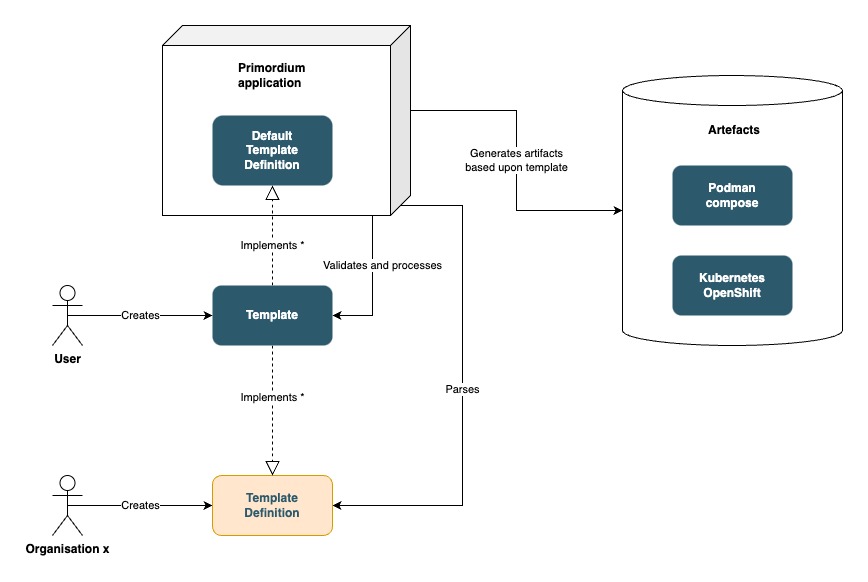 Primordium
application
Default
Template
Definition
Artefacts
Generates artifacts
based upon template
Podman
compose
Implements *
Validates and processes
Kubernetes
OpenShift
Creates
Template
User
Parses
Implements *
Creates
Template
Definition
Organisation x